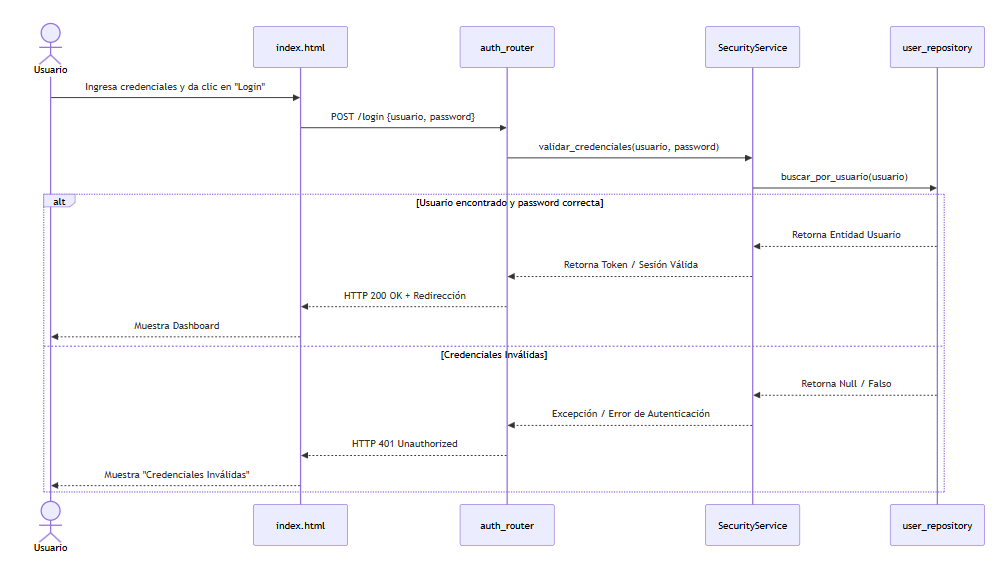 Usuario
index.html
auth_router
SecurityService
user_repository
Ingresa credenciales y da clic en "Login"
POST /login {usuario, password}
validar_credenciales(usuario, password)
buscar_por_usuario(usuario)
alt
[Usuario encontrado y password correcta]
Retorna Entidad Usuario
Retorna Token / Sesión Válida
HTTP 200 OK + Redirección
Muestra Dashboard
[Credenciales Inválidas]
Retorna Null / Falso
Excepción / Error de Autenticación
HTTP 401 Unauthorized
Muestra "Credenciales Inválidas"
Usuario
index.html
auth_router
SecurityService
user_repository